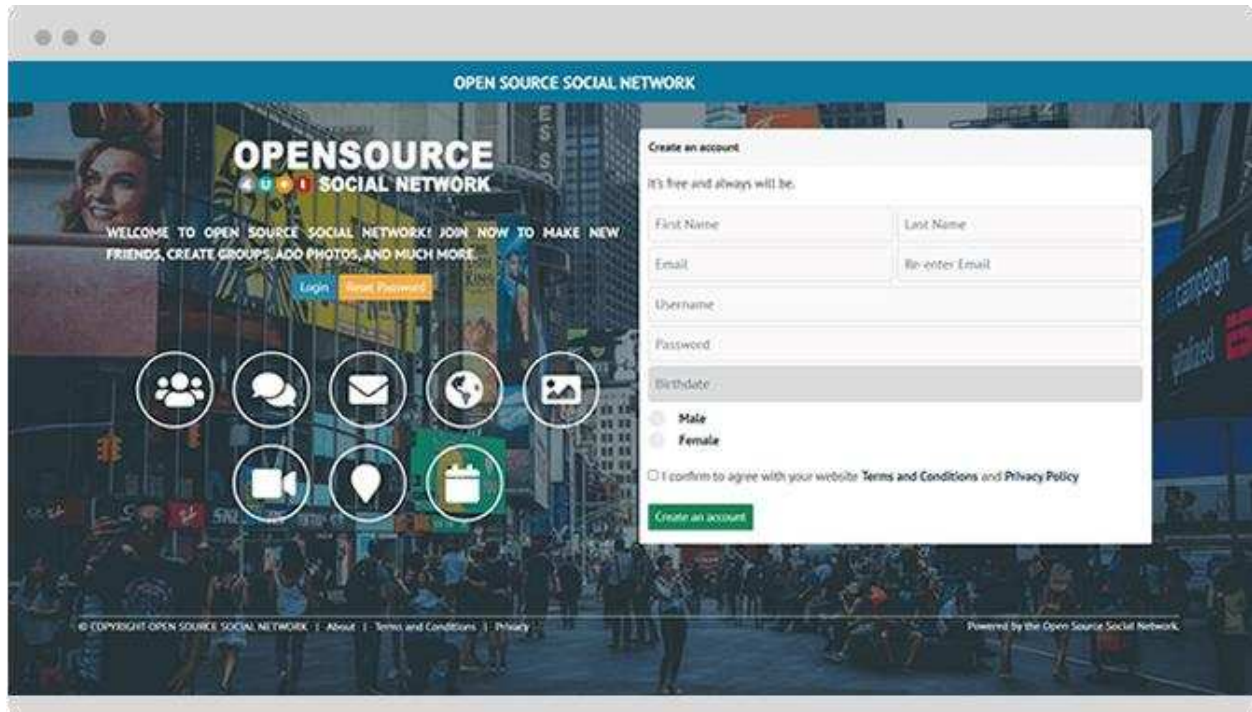 OPEN SOURCE SOCIAL NETWORK
OPENSOURCE
SOCIAL NETWORK
WELCOME TO OPEN SOURCE SOCIAL NETWORK! JOIN NOW TO MAKE NEW
FRIENDS, CREATE GROUPS, ADD PHOTOS, AND MUCH MORE.
Login
Reset Password
Create an account
It's free and always will be.
First Name
Last Name
Email
Re-enter Email
Username
Password
Birthdate
Male
Female
I confirm to agree with your website Terms and Conditions and Privacy Policy
Create an account
campaign
© COPYRIGHT OPEN SOURCE SOCIAL NETWORK | About | Terms and Conditions | Privacy
Powered by the Open Source Social Network.